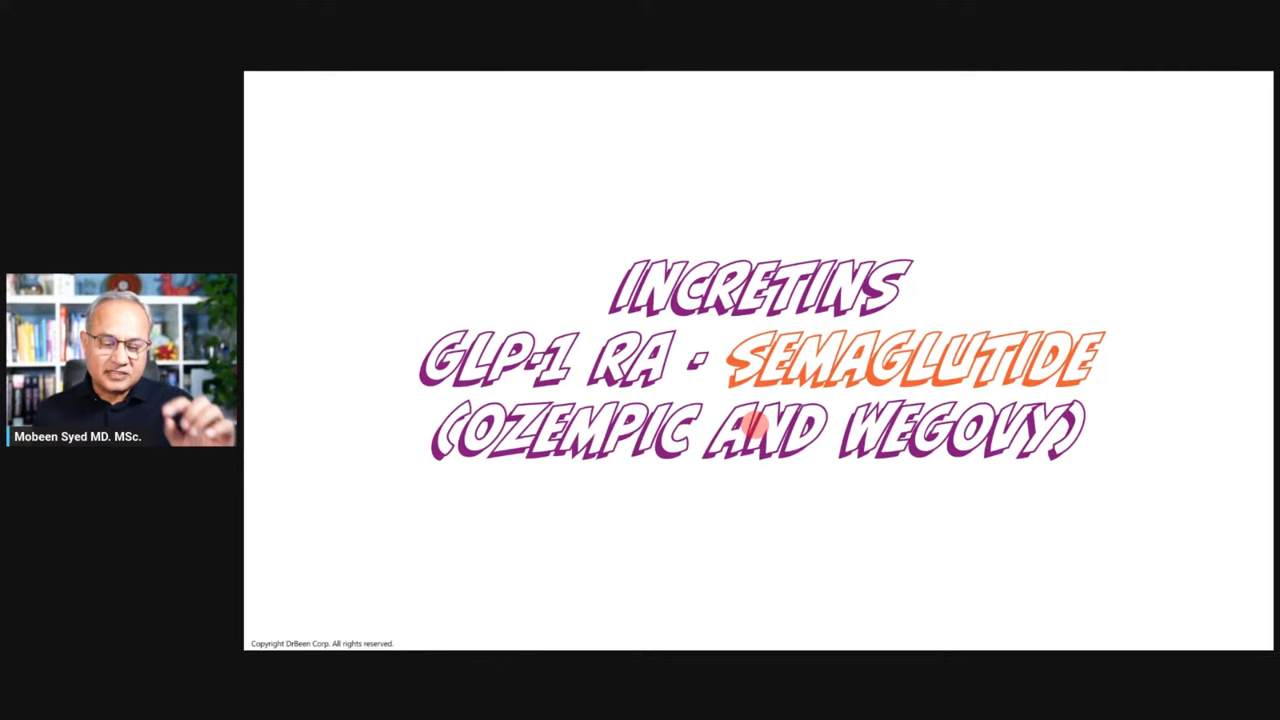 INCRETINS
GLP-1 RA - SEMAGLUTIDE
(OZEMPIC AND WEGOVY)
Mobeen Syed MD. MSc.
Copyright DrBeen Corp. All rights reserved.